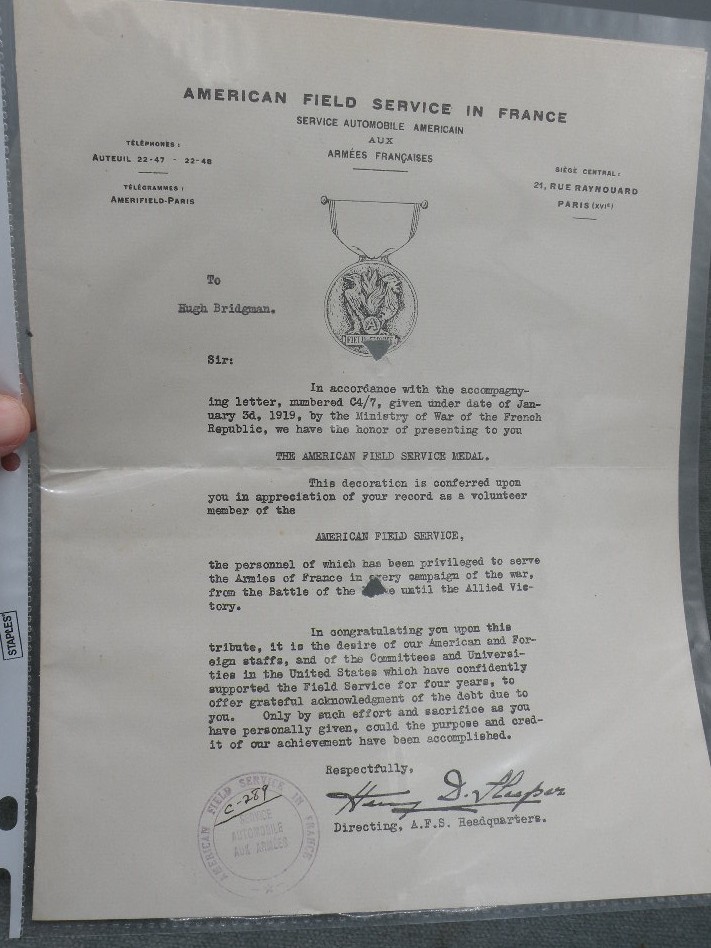 AMERICAN FIELD SERVICE IN FRANCE
SERVICE AUTOMOBILE AMERICAIN
AUX
ARMÉES FRANÇAISES
TÉLÉPHONES :
AUTEUIL 22-47 - 22-48
TÉLÉGRAMMES :
AMERIFIELD-PARIS
SIÈGE CENTRAL :
21, RUE RAYNOUARD
PARIS (XVIe)
To
Hugh Bridgman.
Sir:
In accordance with the accompagny-
ing letter, numbered C4/7, given under date of Jan-
uary 3d, 1919, by the Ministry of War of the French
Republic, we have the honor of presenting to you
THE AMERICAN FIELD SERVICE MEDAL.
This decoration is conferred upon
you in appreciation of your record as a volunteer
member of the
AMERICAN FIELD SERVICE,
the personnel of which has been privileged to serve
the Armies of France in every campaign of the war,
from the Battle of the until the Allied Vic-
tory.
In congratulating you upon this
tribute, it is the desire of our American and For-
eign staffs, and of the Committees and Universi-
ties in the United States which have confidently
supported the Field Service for four years, to
offer grateful acknowledgment of the debt due to
you. Only by such effort and sacrifice as you
have personally given, could the purpose and cred-
it of our achievement have been accomplished.
Respectfully,
Henry D. Sleeper
Directing, A.F.S. Headquarters.
AMERICAN FIELD SERVICE IN FRANCE
C-289
SERVICE
AUTOMOBILE
AUX ARMÉES
STAPLES